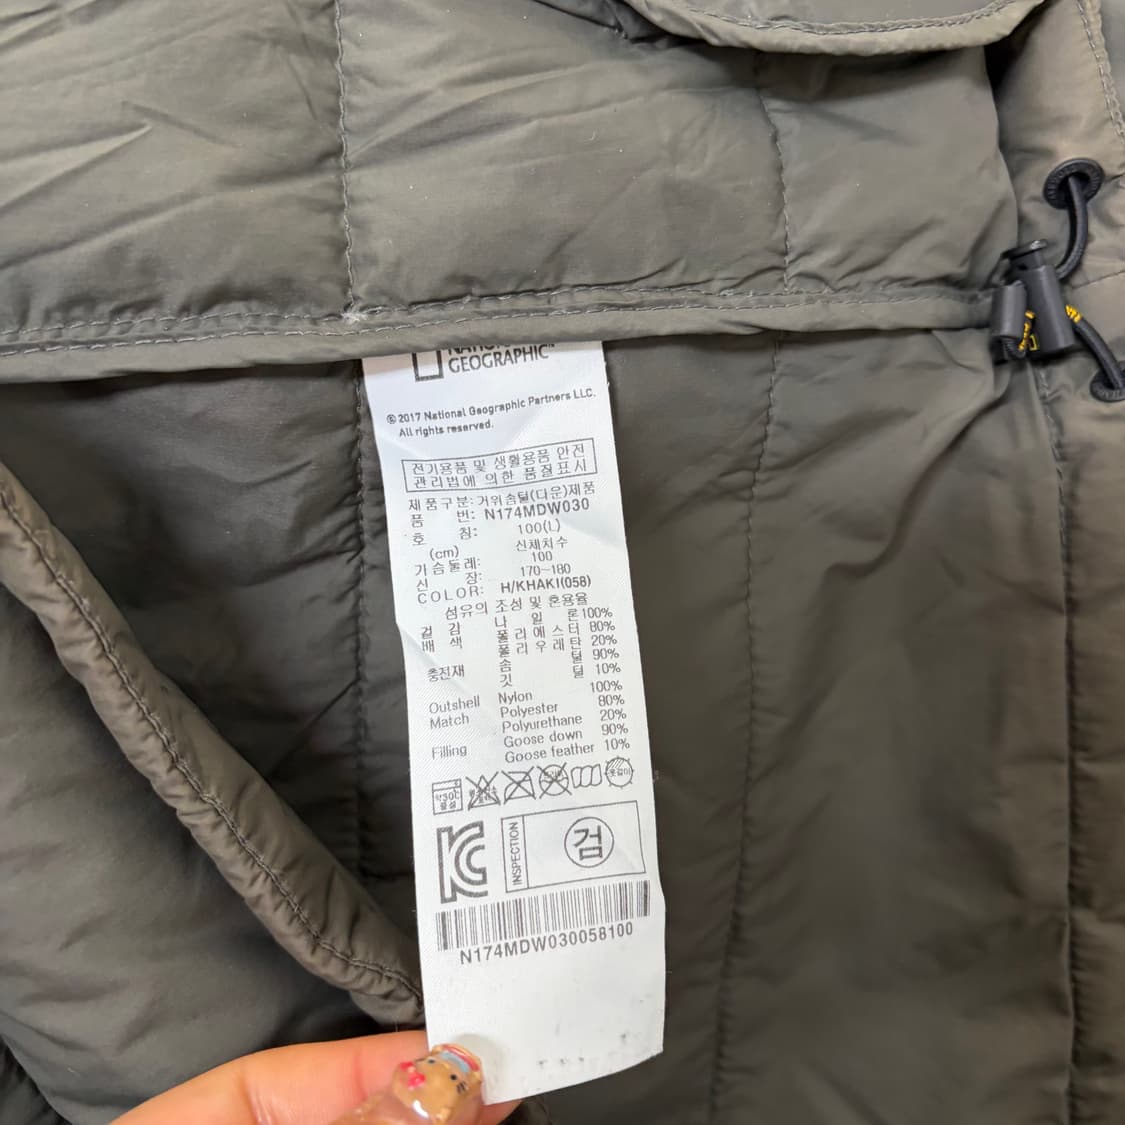 GEOGRAPHIC™
©2017 National Geographic Partners LLC.
All rights reserved.
전기용품 및 생활용품 안전
관리법에 의한 품질표시
제품구분: 거위솜털(다운)제품
품 번: N174MDW030
호 칭: 100(L)
(cm) 신체치수
가슴둘레: 100
신 장: 170~180
COLOR: H/KHAKI(058)
섬유의 조성 및 혼용율
겉 감 나 일 론 100%
배 색 폴 리 에 스 터 80%
폴 리 우 레 탄 20%
충전재 솜 털 90%
깃 털 10%
Outshell Nylon 100%
Match Polyester 80%
Polyurethane 20%
Filling Goose down 90%
Goose feather 10%
약30℃
INSPECTION
검
N174MDW030058100